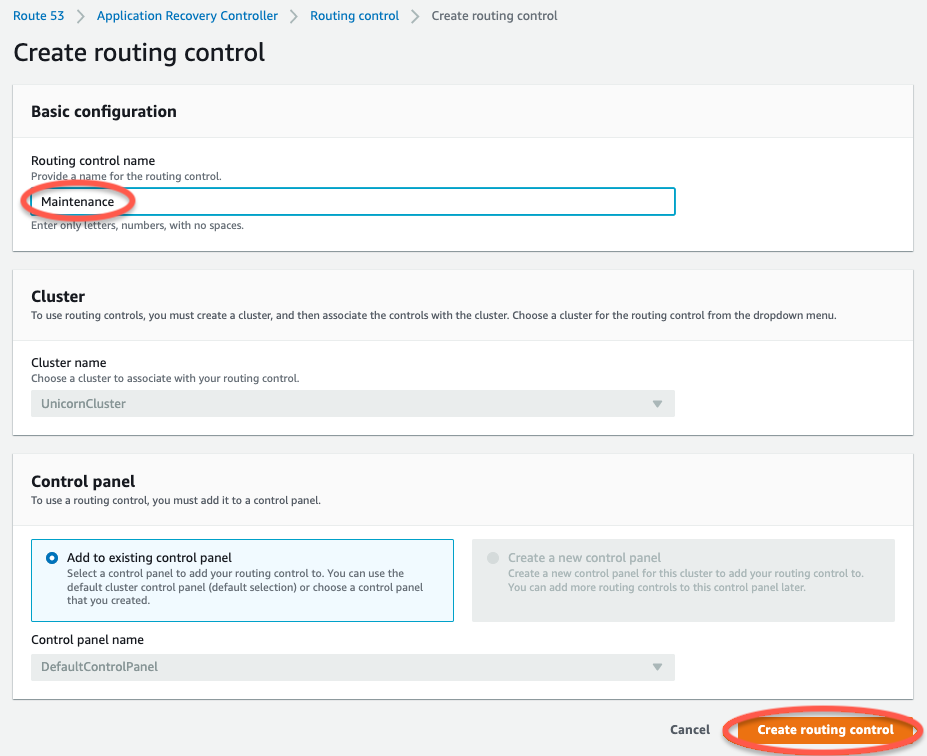 Route 53 Application Recovery Controller Routing control Create routing control
Create routing control
Basic configuration
Routing control name
Provide a name for the routing control.
Maintenance
Enter only letters, numbers, with no spaces.
Cluster
To use routing controls, you must create a cluster, and then associate the controls with the cluster. Choose a cluster for the routing control from the dropdown menu.
Cluster name
Choose a cluster to associate with your routing control.
UnicornCluster
Control panel
To use a routing control, you must add it to a control panel.
Add to existing control panel
Select a control panel to add your routing control to. You can use the
default cluster control panel (default selection) or choose a control panel
that you created.
Create a new control panel
Create a new control panel for this cluster to add your routing control to.
You can add more routing controls to this control panel later.
Control panel name
DefaultControlPanel
Cancel Create routing control